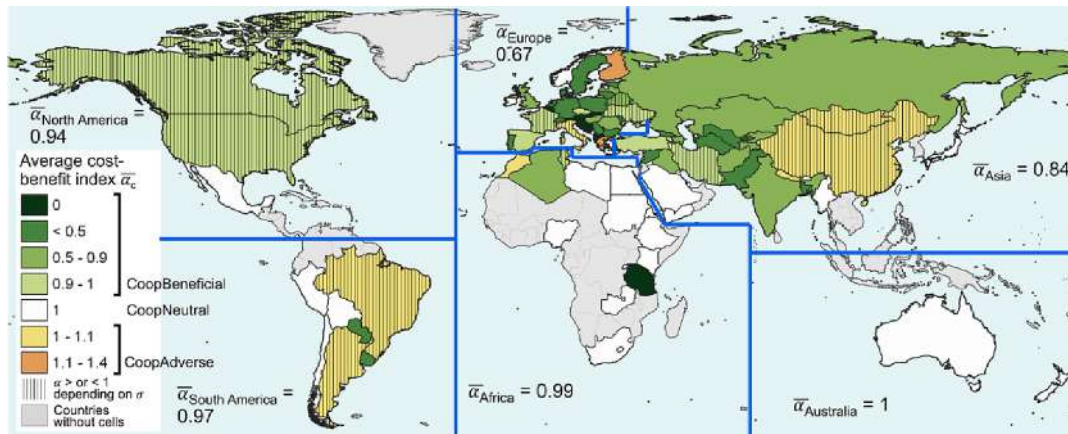 ᾱEurope =
0.67
ᾱNorth America =
0.94
ᾱAsia = 0.84
Average cost-
benefit index ᾱc
0
< 0.5
0.5 - 0.9
0.9 - 1
CoopBeneficial
1
CoopNeutral
1 - 1.1
1.1 - 1.4
CoopAdverse
α > or < 1
depending on σ
Countries
without cells
ᾱSouth America =
0.97
ᾱAfrica = 0.99
ᾱAustralia = 1